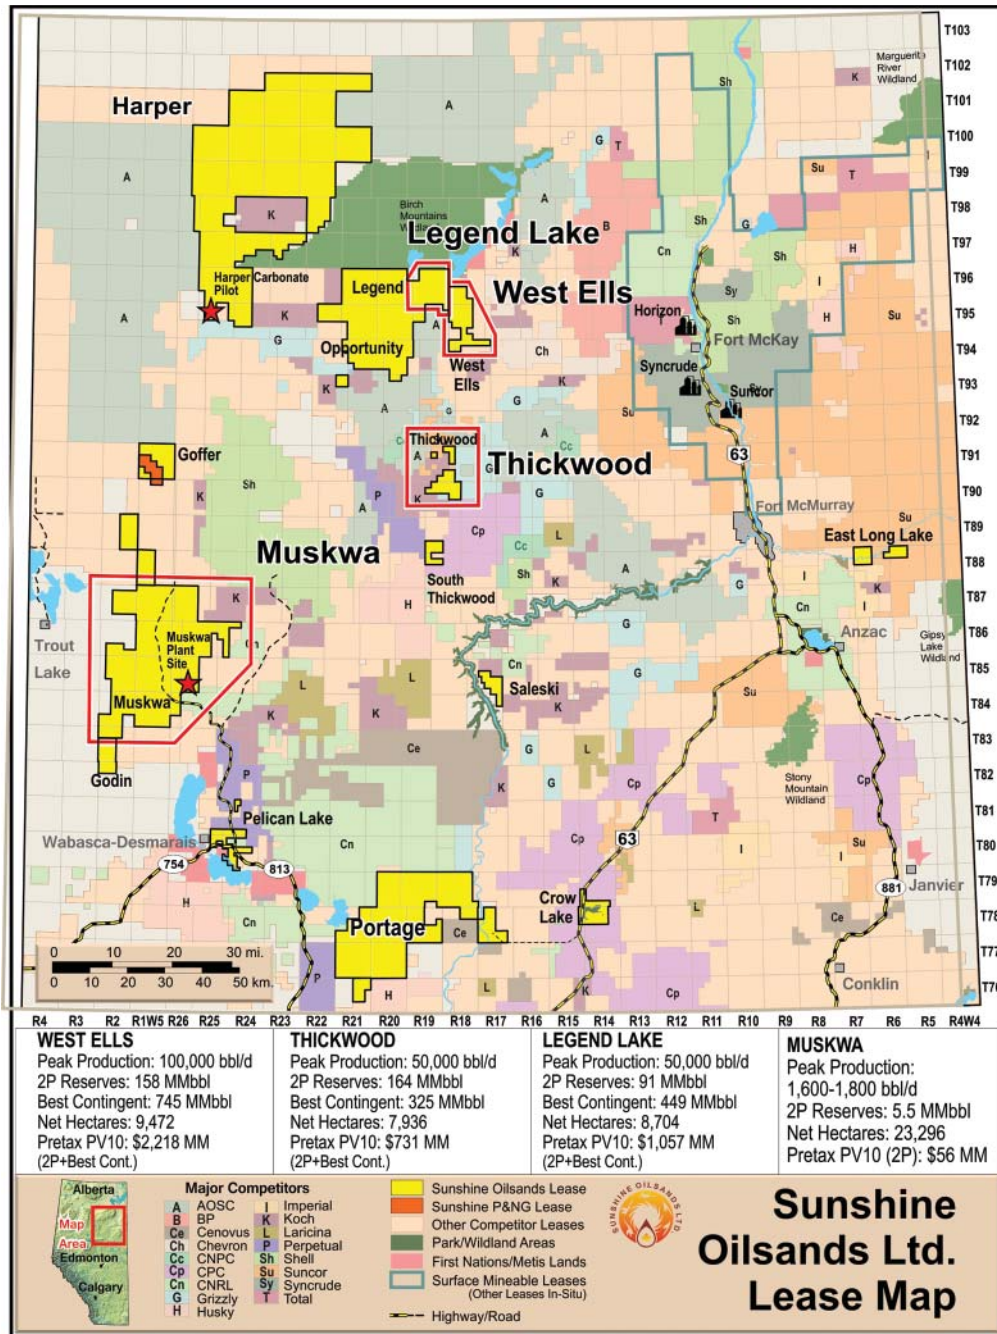 Harper
Marguerite
River
Wildland
T103
T102
T101
T100
T99
T98
T97
T96
T95
T94
T93
T92
T91
T90
T89
T88
T87
T86
T85
T84
T83
T82
T81
T80
T79
T78
T77
T76
Birch
Mountains
Legend Lake
Harper Carbonate
Pilot
Legend
West Ells
Horizon
Opportunity
West
Ells
Fort McKay
Syncrude
Suncor
Goffer
Thickwood
Thickwood
63
Fort McMurray
East Long Lake
Muskwa
South
Thickwood
Trout
Lake
Muskwa
Plant
Site
Muskwa
Anzac
Gipsy
Lake
Wildland
Saleski
Godin
Stony
Mountain
Wildland
Pelican Lake
Wabasca-Desmarais
754
813
63
Portage
Crow
Lake
881
Janvier
Conklin
0 10 20 30 mi.
0 10 20 30 40 50 km.
R4 R3 R2 R1W5 R26 R25 R24 R23 R22 R21 R20 R19 R18 R17 R16 R15 R14 R13 R12 R11 R10 R9 R8 R7 R6 R5 R4W4
WEST ELLS
Peak Production: 100,000 bbl/d
2P Reserves: 158 MMbbl
Best Contingent: 745 MMbbl
Net Hectares: 9,472
Pretax PV10: $2,218 MM
(2P+Best Cont.)
THICKWOOD
Peak Production: 50,000 bbl/d
2P Reserves: 164 MMbbl
Best Contingent: 325 MMbbl
Net Hectares: 7,936
Pretax PV10: $731 MM
(2P+Best Cont.)
LEGEND LAKE
Peak Production: 50,000 bbl/d
2P Reserves: 91 MMbbl
Best Contingent: 449 MMbbl
Net Hectares: 8,704
Pretax PV10: $1,057 MM
(2P+Best Cont.)
MUSKWA
Peak Production:
1,600-1,800 bbl/d
2P Reserves: 5.5 MMbbl
Net Hectares: 23,296
Pretax PV10 (2P): $56 MM
Alberta
Map
Area
Edmonton
Calgary
Major Competitors
A AOSC
B BP
Ce Cenovus
Ch Chevron
Cc CNPC
Cp CPC
Cn CNRL
G Grizzly
H Husky
I Imperial
K Koch
L Laricina
P Perpetual
Sh Shell
Su Suncor
Sy Syncrude
T Total
Sunshine Oilsands Lease
Sunshine P&NG Lease
Other Competitor Leases
Park/Wildland Areas
First Nations/Metis Lands
Surface Mineable Leases
(Other Leases In-Situ)
Highway/Road
SUNSHINE OILSANDS LTD.
Sunshine
Oilsands Ltd.
Lease Map